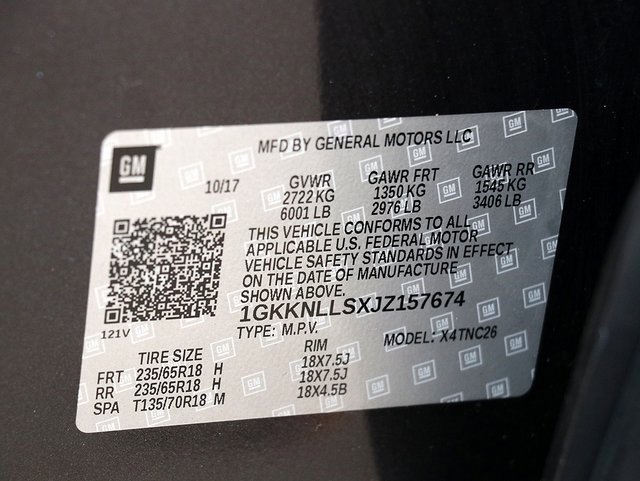 GM
MFD BY GENERAL MOTORS LLC
10/17
GVWR GAWR FRT GAWR RR
2722 KG 1350 KG 1545 KG
6001 LB 2976 LB 3406 LB
THIS VEHICLE CONFORMS TO ALL
APPLICABLE U.S. FEDERAL MOTOR
VEHICLE SAFETY STANDARDS IN EFFECT
ON THE DATE OF MANUFACTURE
SHOWN ABOVE.
1GKKNLLSXJZ157674
121V
TYPE: M.P.V. MODEL: X4TNC26
TIRE SIZE RIM
FRT 235/65R18 H 18X7.5J
RR 235/65R18 H 18X7.5J
SPA T135/70R18 M 18X4.5B